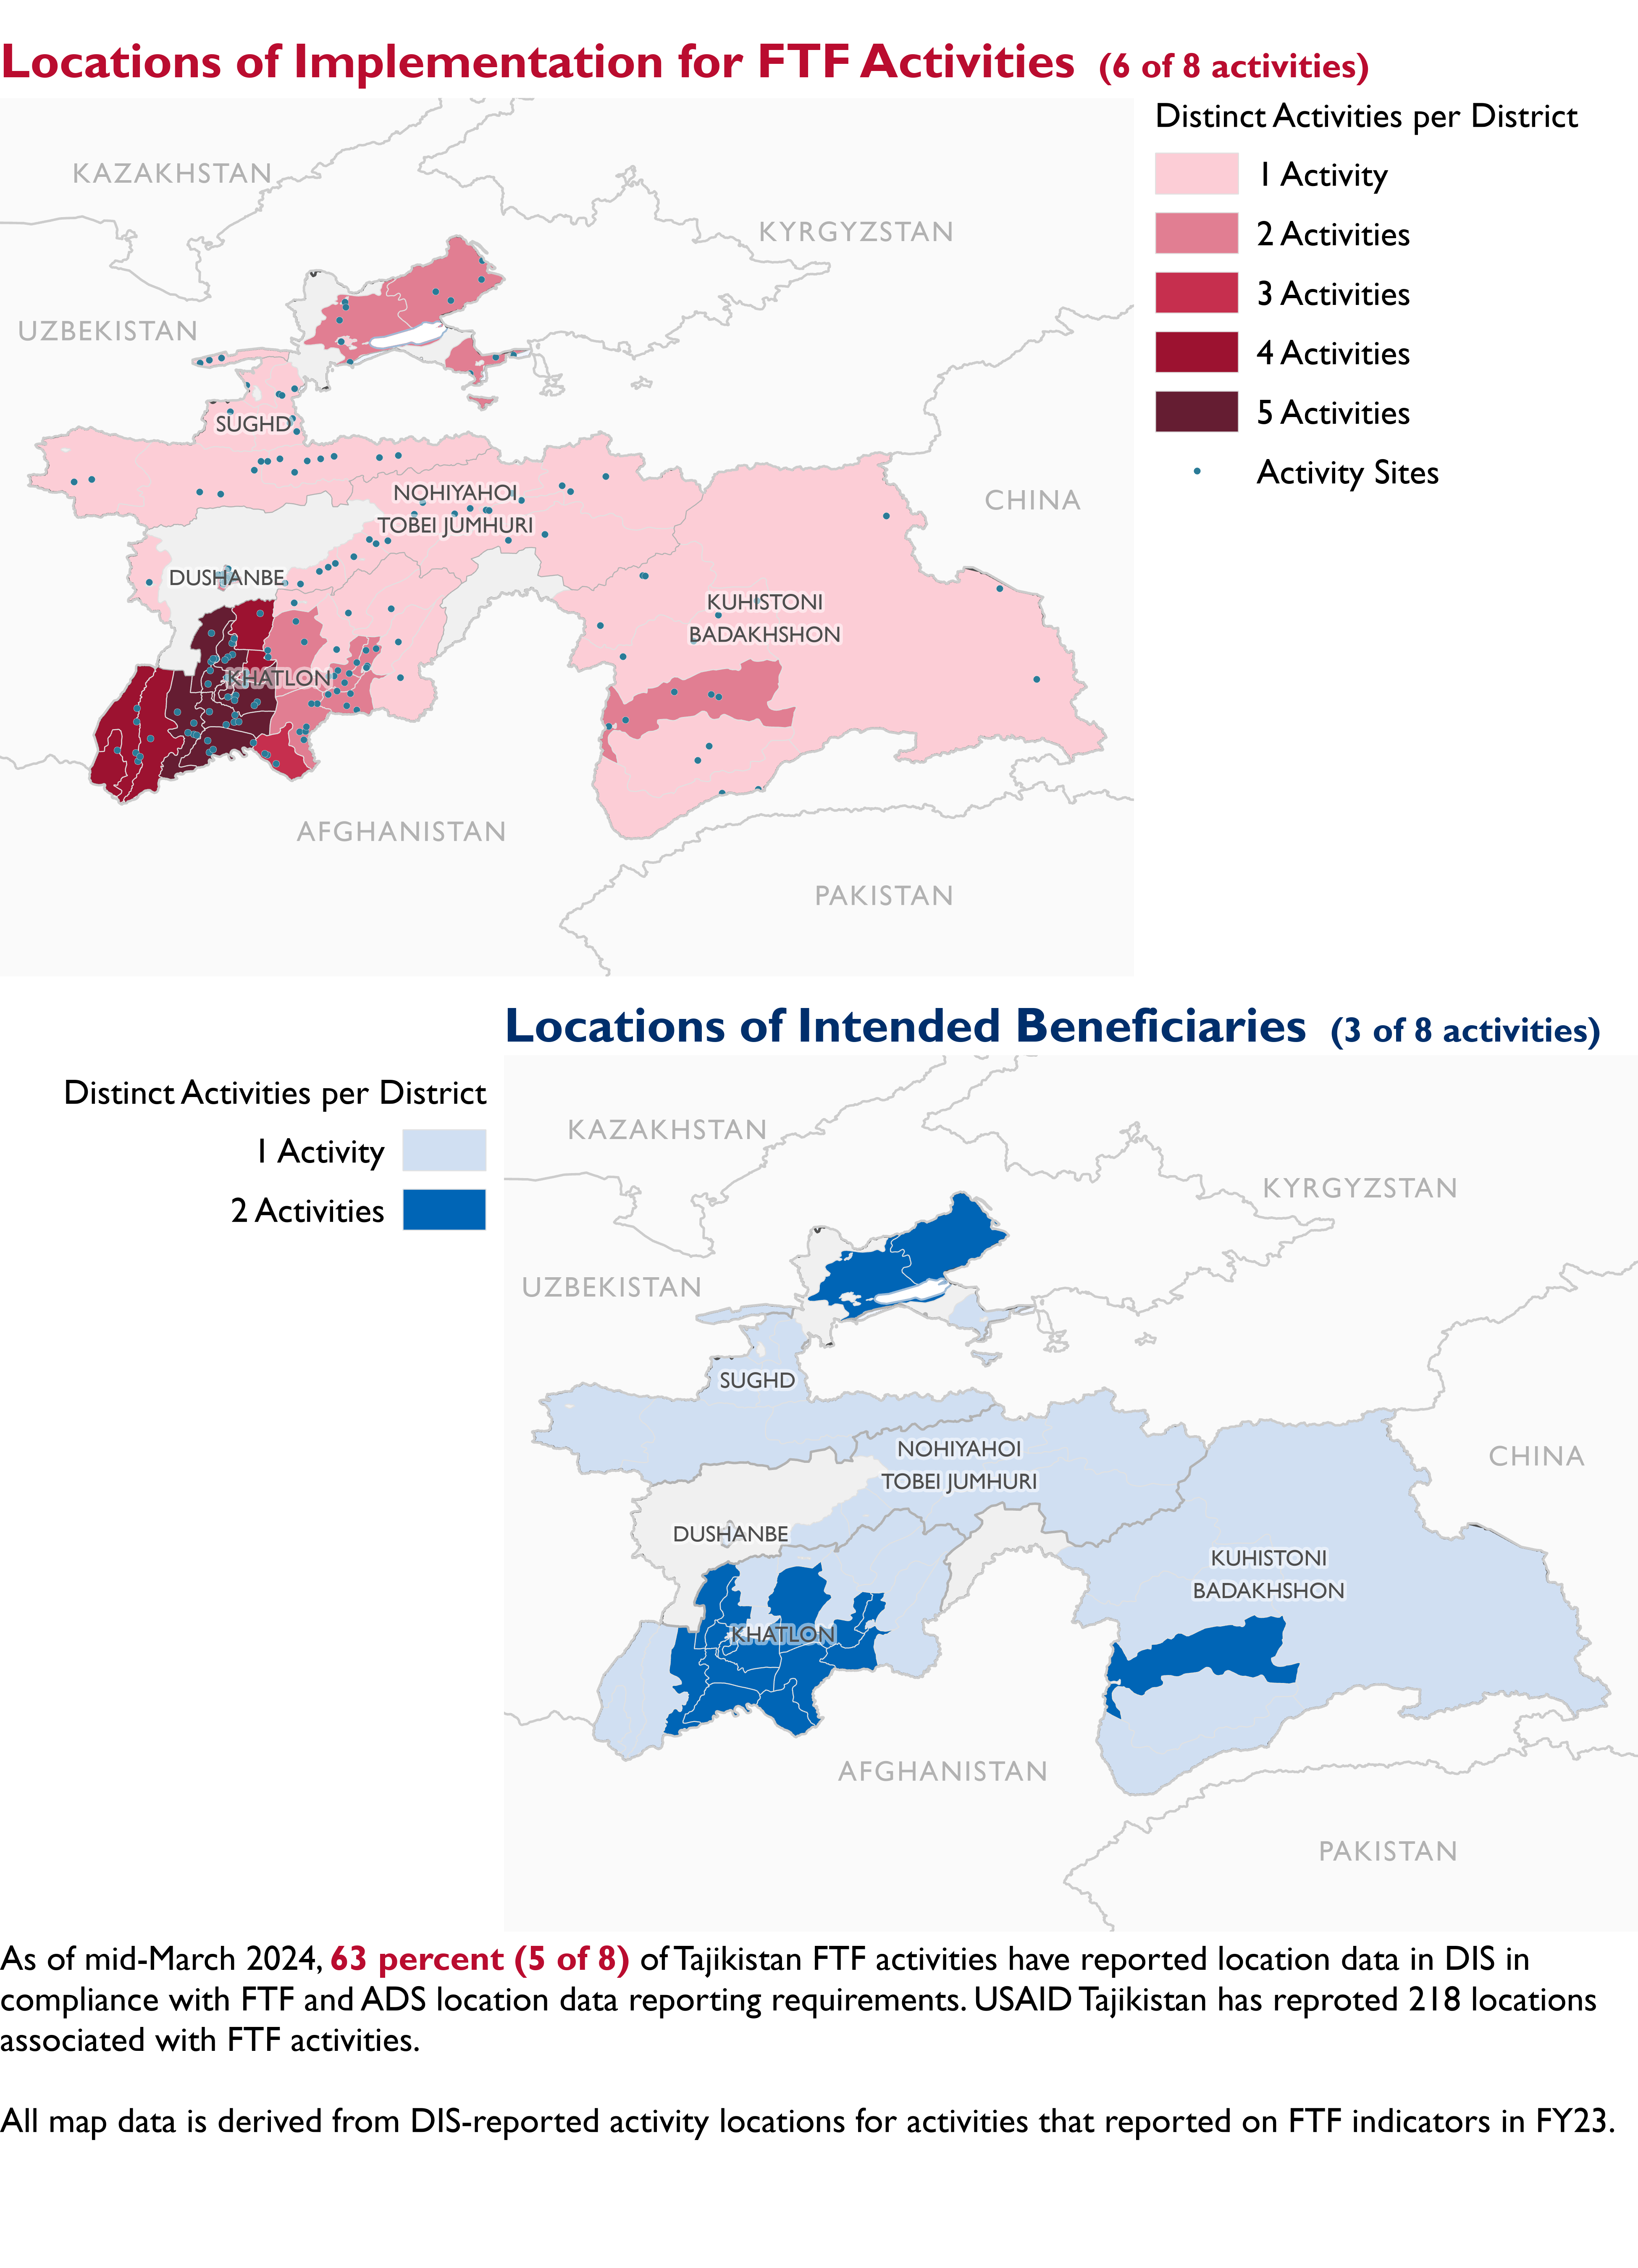 Locations of Implementation for FTF Activities (6 of 8 activities)
Distinct Activities per District
1 Activity
2 Activities
3 Activities
4 Activities
5 Activities
Activity Sites
KAZAKHSTAN
KYRGYZSTAN
UZBEKISTAN
SUGHD
NOHIYAHOI
TOBEI JUMHURI
CHINA
DUSHANBE
KUHISTONI
BADAKHSHON
KHATLON
AFGHANISTAN
PAKISTAN
Locations of Intended Beneficiaries (3 of 8 activities)
Distinct Activities per District
1 Activity
2 Activities
KAZAKHSTAN
KYRGYZSTAN
UZBEKISTAN
SUGHD
NOHIYAHOI
TOBEI JUMHURI
CHINA
DUSHANBE
KUHISTONI
BADAKHSHON
KHATLON
AFGHANISTAN
PAKISTAN
As of mid-March 2024, 63 percent (5 of 8) of Tajikistan FTF activities have reported location data in DIS in
compliance with FTF and ADS location data reporting requirements. USAID Tajikistan has reproted 218 locations
associated with FTF activities.
All map data is derived from DIS-reported activity locations for activities that reported on FTF indicators in FY23.